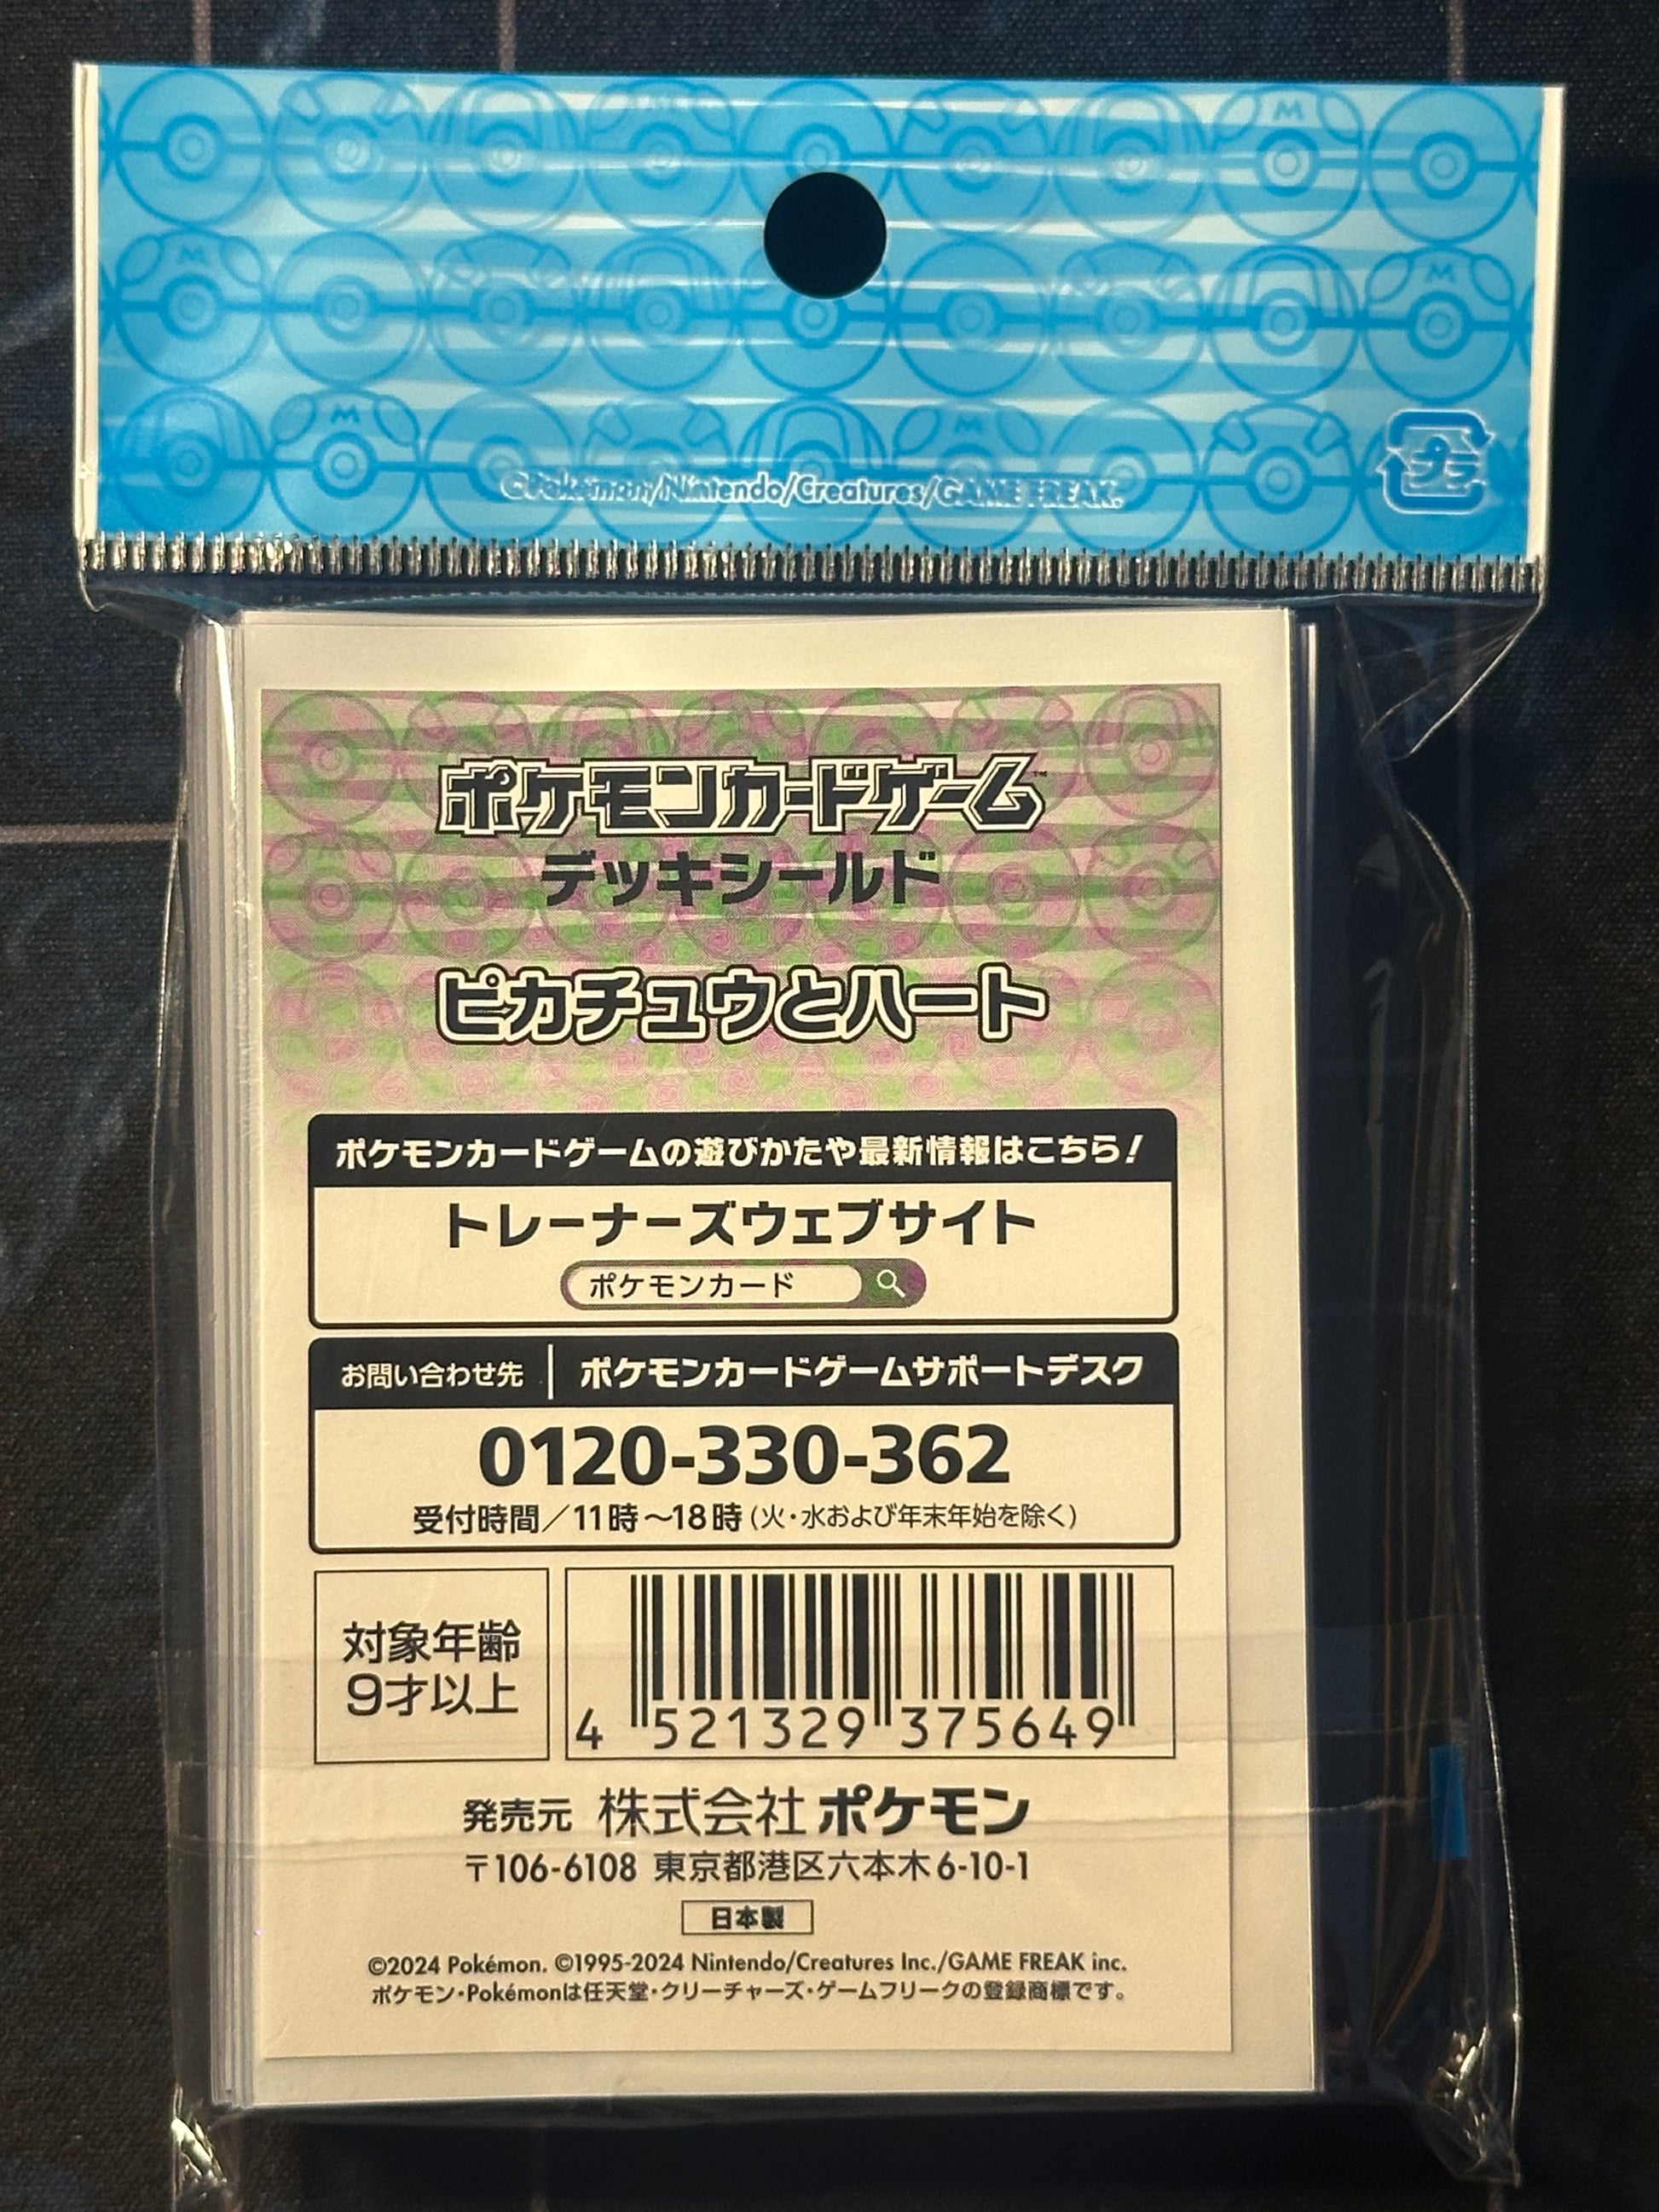 ©Pokémon/Nintendo/Creatures/GAME FREAK.
プラ
ポケモンカードゲーム™
デッキシールド
ピカチュウとハート
ポケモンカードゲームの遊びかたや最新情報はこちら!
トレーナーズウェブサイト
ポケモンカード
お問い合わせ先 ポケモンカードゲームサポートデスク
0120-330-362
受付時間/11時〜18時(火・水および年末年始を除く)
対象年齢
9才以上
4 521329 375649
発売元 株式会社ポケモン
〒106-6108 東京都港区六本木6-10-1
日本製
©2024 Pokémon. ©1995-2024 Nintendo/Creatures Inc./GAME FREAK inc.
ポケモン・Pokémonは任天堂・クリーチャーズ・ゲームフリークの登録商標です。